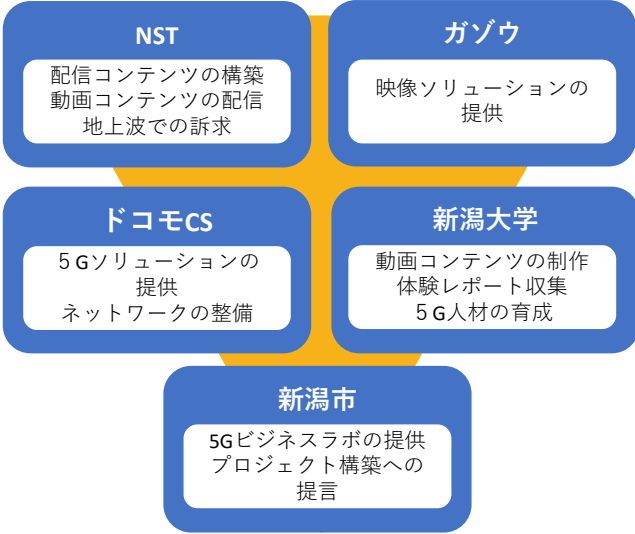 NST
配信コンテンツの構築
動画コンテンツの配信
地上波での訴求
ガゾウ
映像ソリューションの
提供
ドコモCS
５Gソリューションの
提供
ネットワークの整備
新潟大学
動画コンテンツの制作
体験レポート収集
５G人材の育成
新潟市
5Gビジネスラボの提供
プロジェクト構築への
提言